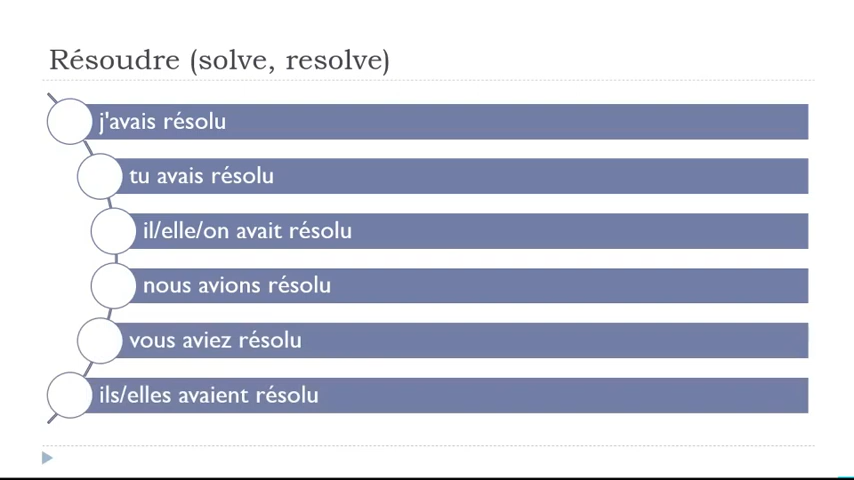 Résoudre (solve, resolve)
j'avais résolu
tu avais résolu
il/elle/on avait résolu
nous avions résolu
vous aviez résolu
ils/elles avaient résolu